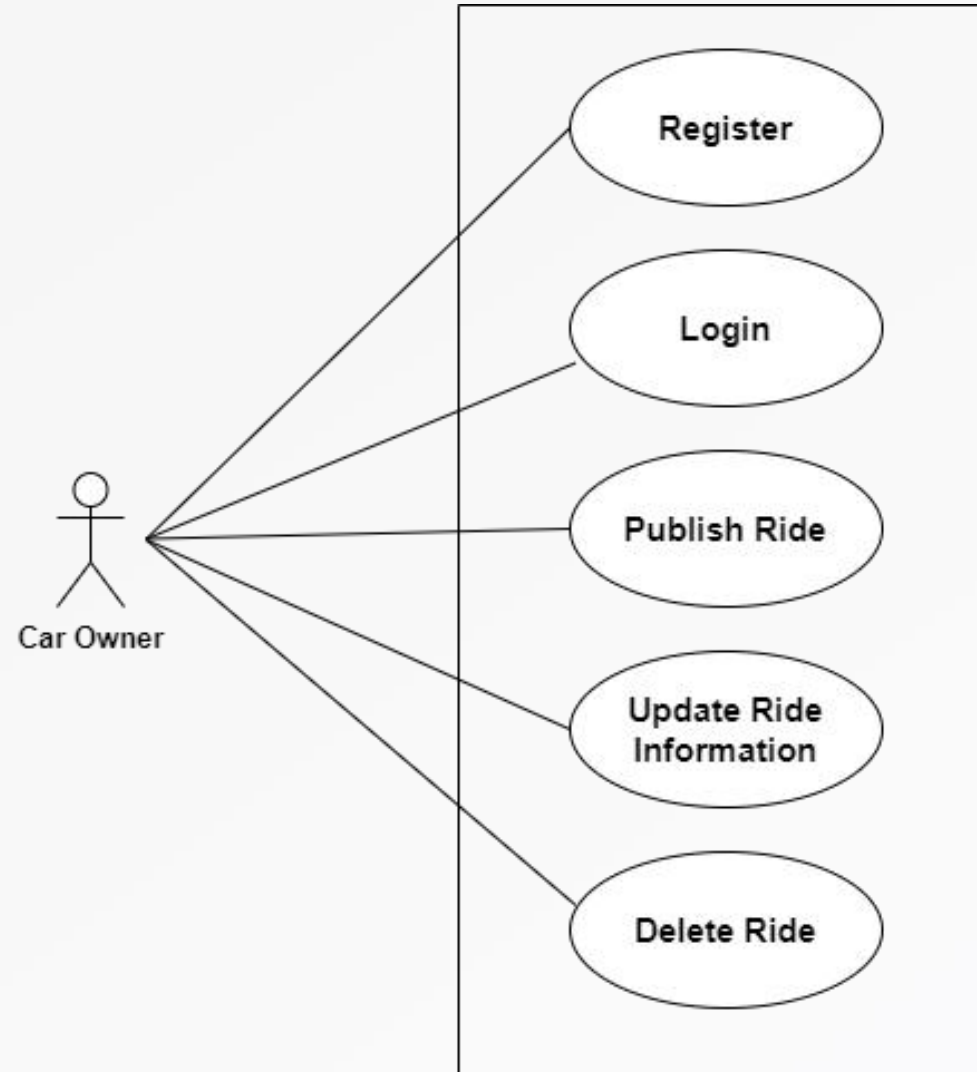 Register
Login
Publish Ride
Car Owner
Update Ride
Information
Delete Ride